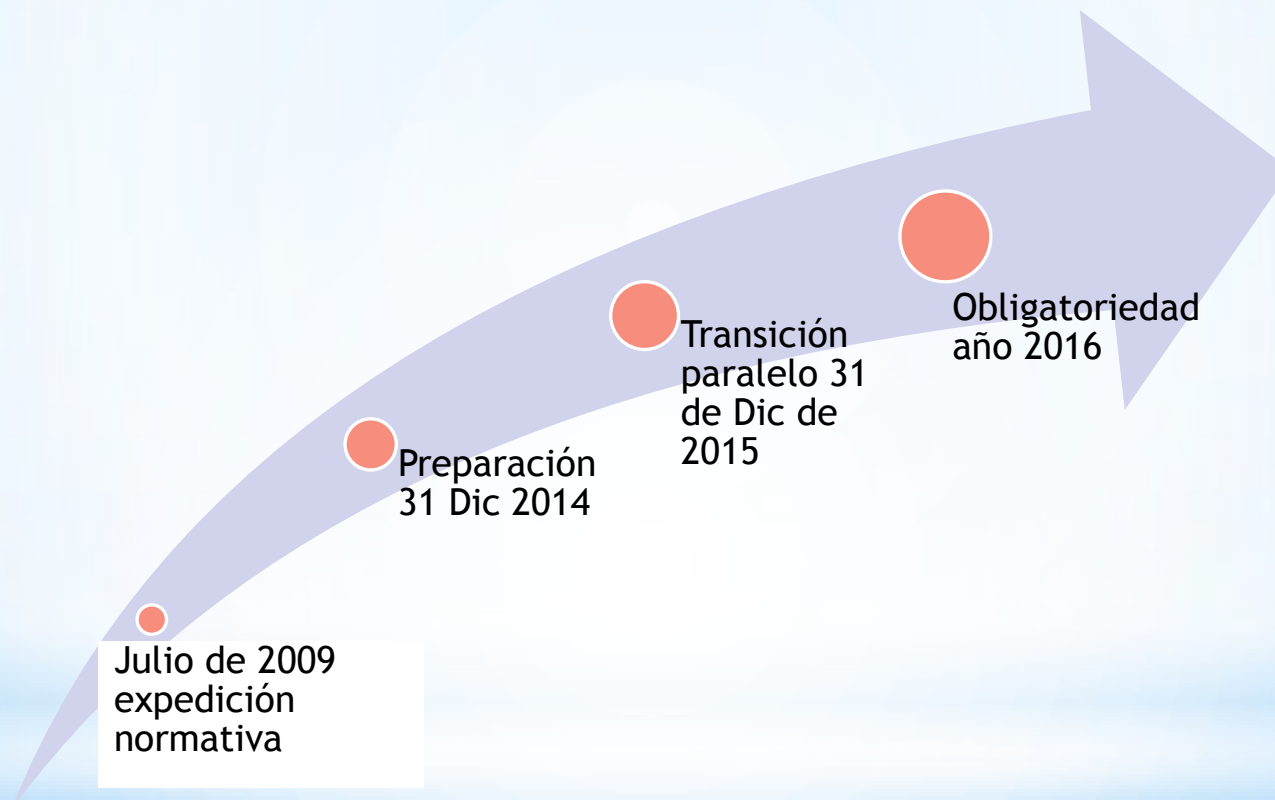 Julio de 2009
expedición
normativa
Preparación
31 Dic 2014
Transición
paralelo 31
de Dic de
2015
Obligatoriedad
año 2016